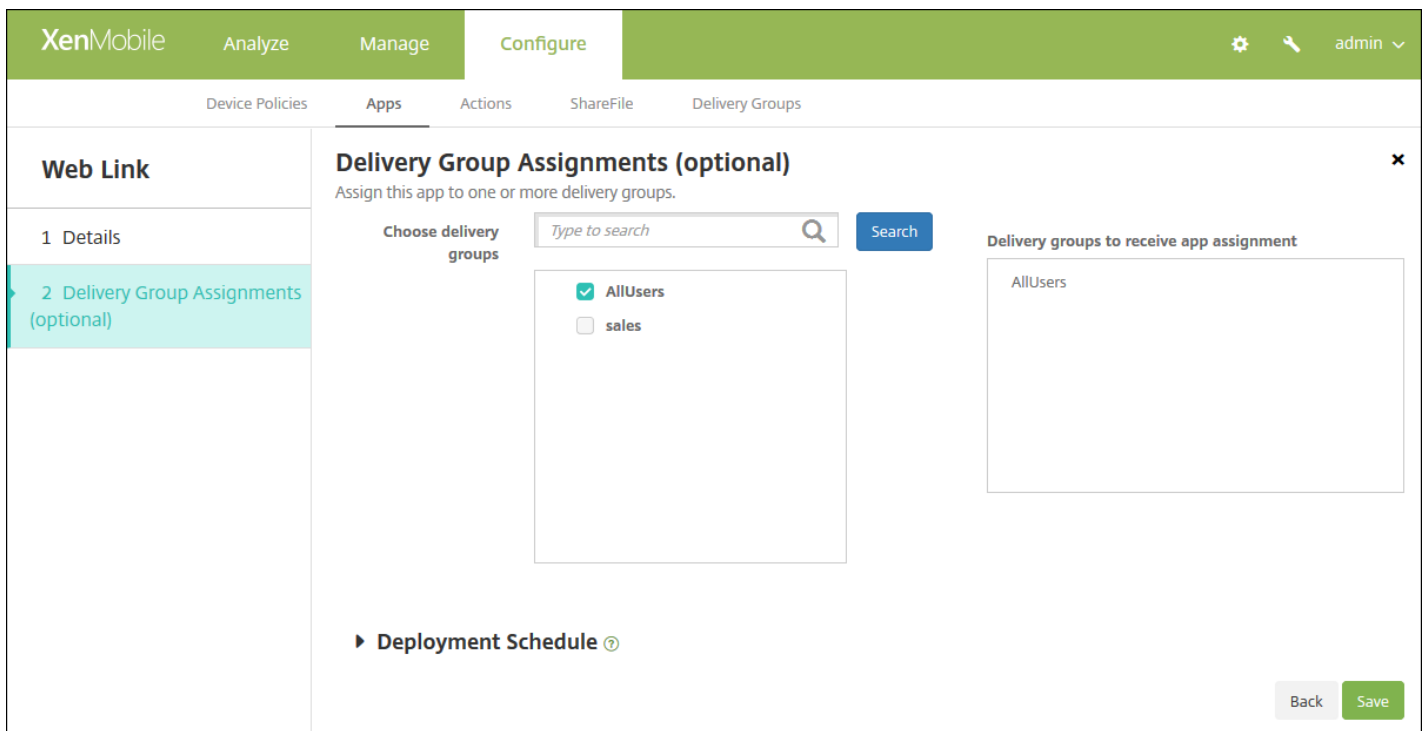 XenMobile Analyze Manage Configure admin
Device Policies Apps Actions ShareFile Delivery Groups
Web Link
1 Details
2 Delivery Group Assignments
(optional)
Delivery Group Assignments (optional)
Assign this app to one or more delivery groups.
Choose delivery
groups
Type to search
Search
AllUsers
sales
Delivery groups to receive app assignment
AllUsers
Deployment Schedule ?
Back Save